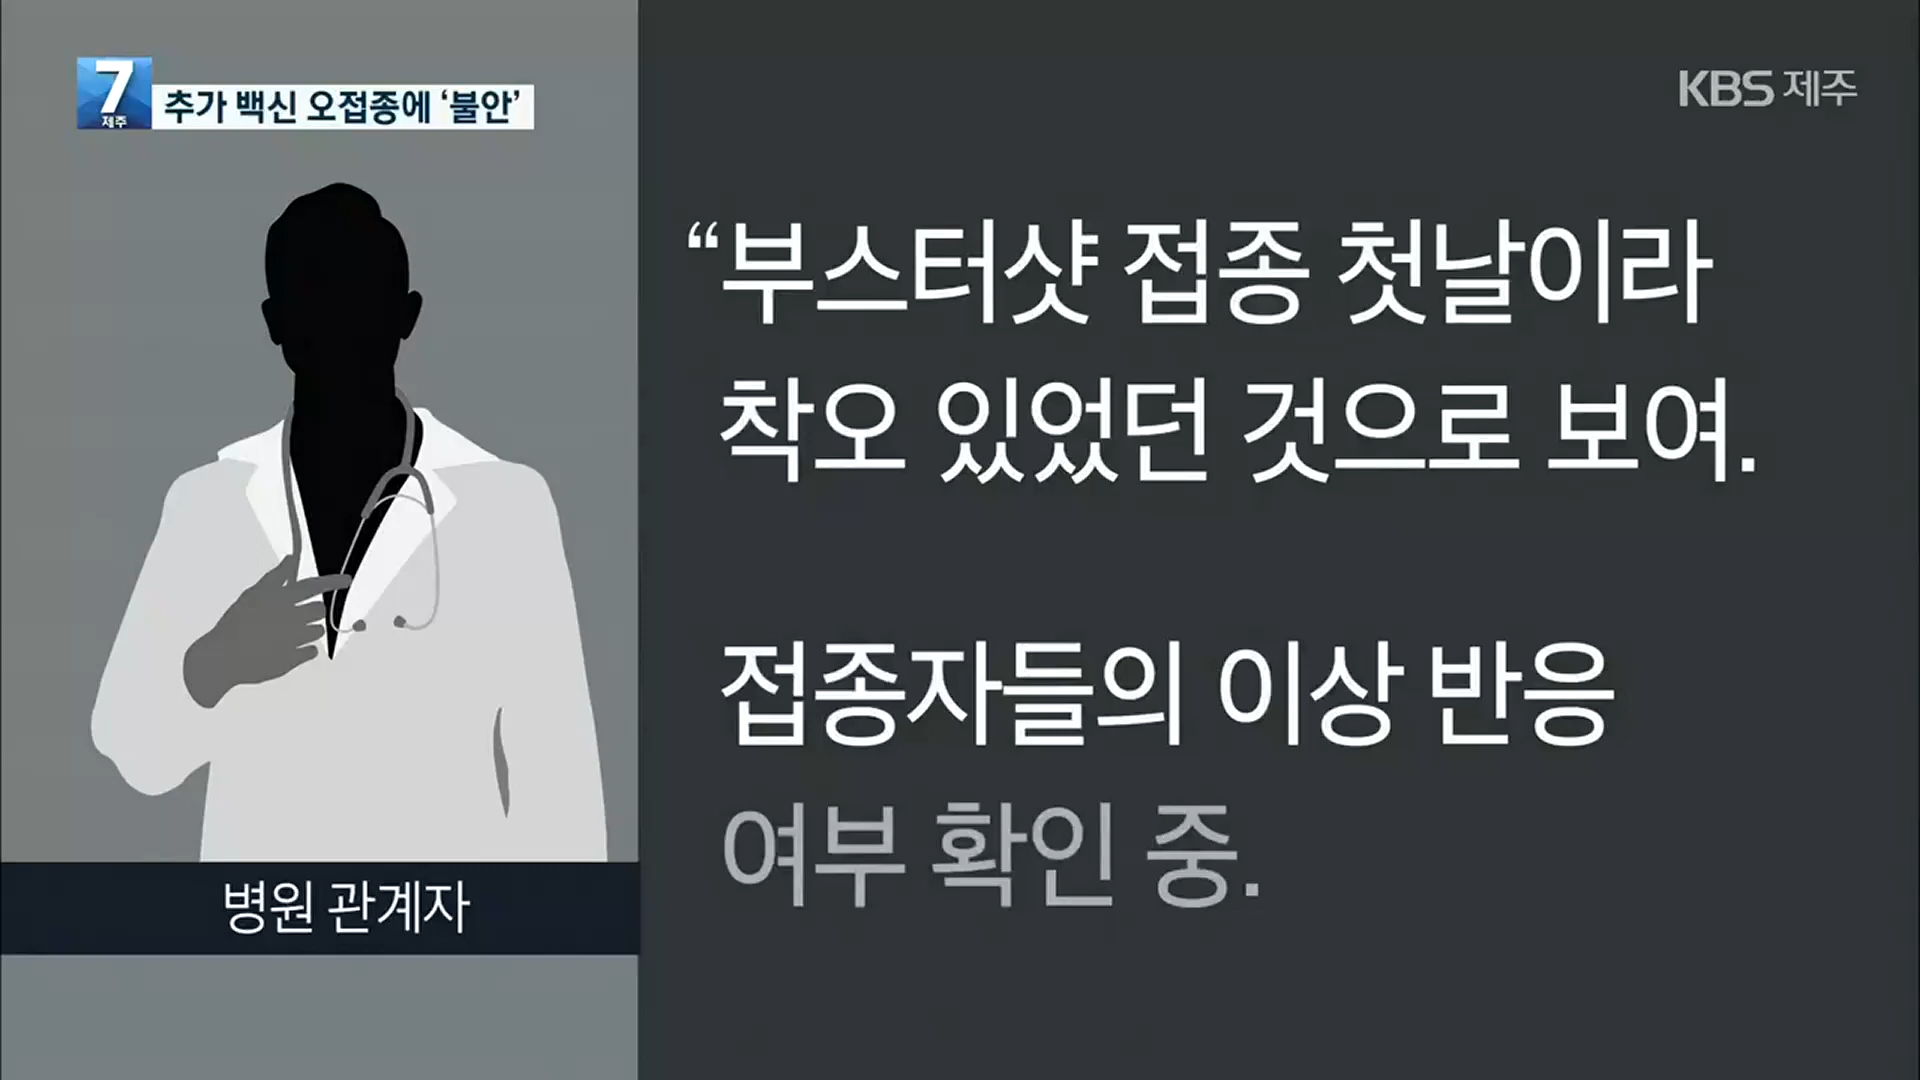 7
제주
추가 백신 오접종에 ‘불안’
KBS 제주
“부스터샷 접종 첫날이라
착오 있었던 것으로 보여.
접종자들의 이상 반응
여부 확인 중.
병원 관계자